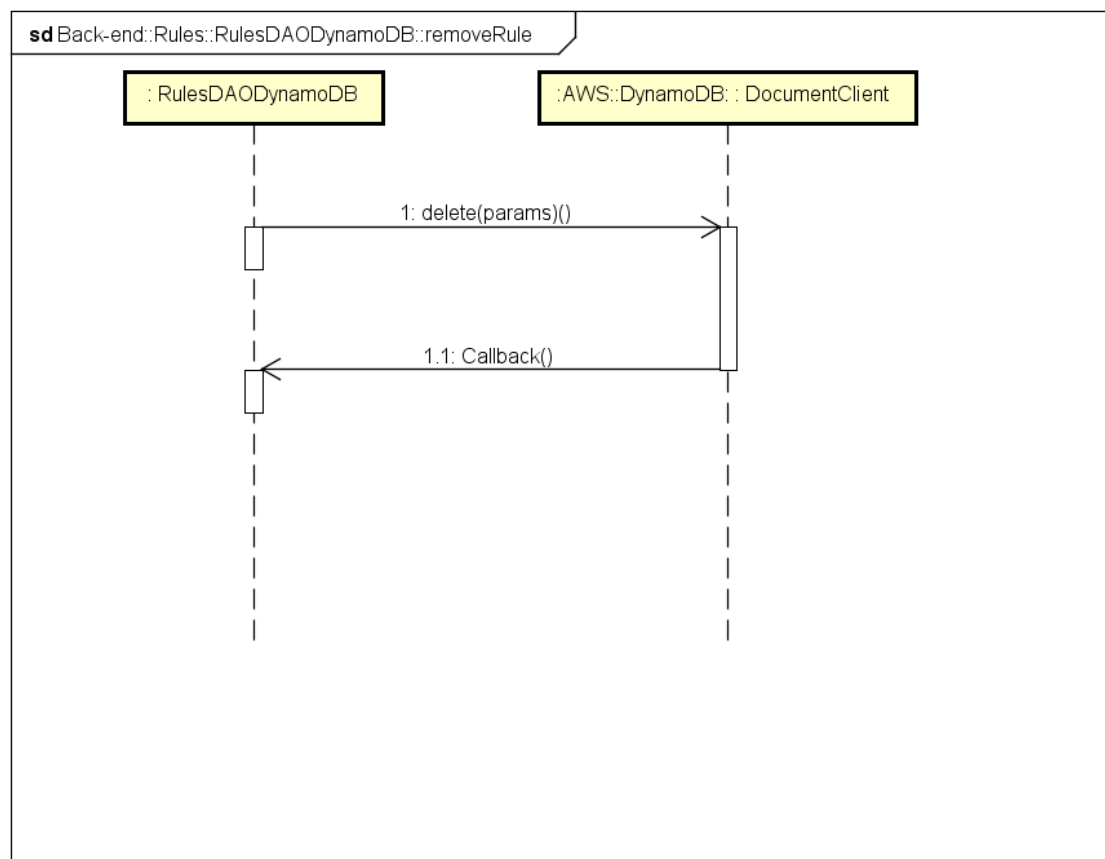 sd Back-end::Rules::RulesDAODynamoDB::removeRule
: RulesDAODynamoDB
:AWS::DynamoDB: : DocumentClient
1: delete(params)()
1.1: Callback()